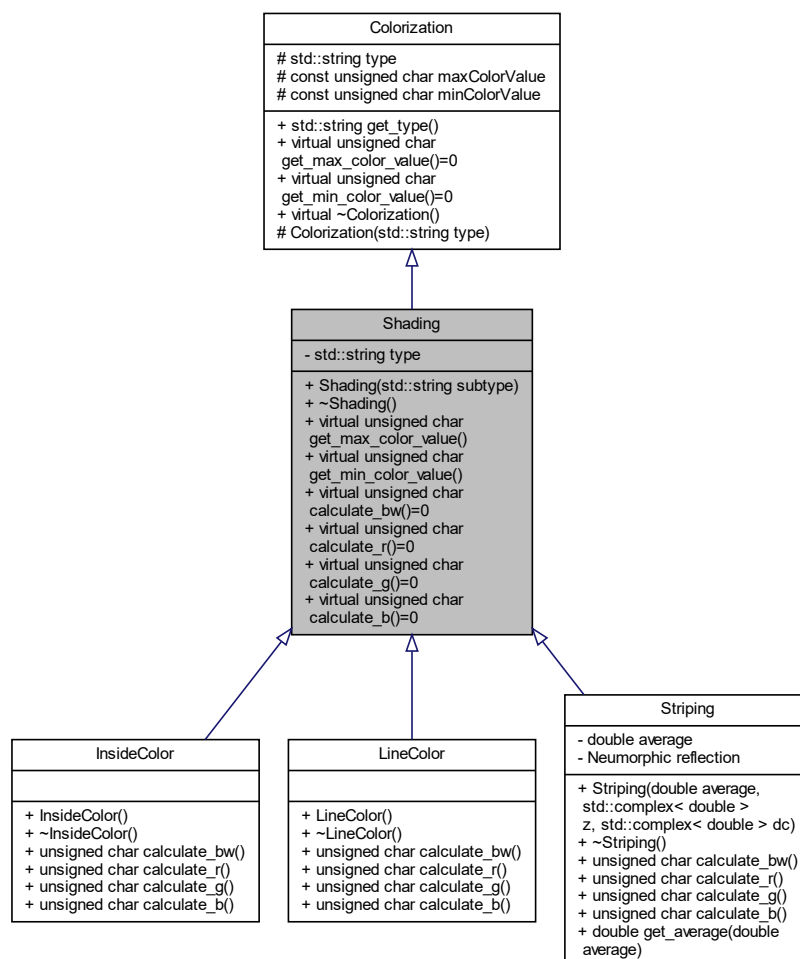 Colorization
# std::string type
# const unsigned char maxColorValue
# const unsigned char minColorValue
+ std::string get_type()
+ virtual unsigned char
get_max_color_value()=0
+ virtual unsigned char
get_min_color_value()=0
+ virtual ~Colorization()
# Colorization(std::string type)
Shading
- std::string type
+ Shading(std::string subtype)
+ ~Shading()
+ virtual unsigned char
get_max_color_value()
+ virtual unsigned char
get_min_color_value()
+ virtual unsigned char
calculate_bw()=0
+ virtual unsigned char
calculate_r()=0
+ virtual unsigned char
calculate_g()=0
+ virtual unsigned char
calculate_b()=0
InsideColor
+ InsideColor()
+ ~InsideColor()
+ unsigned char calculate_bw()
+ unsigned char calculate_r()
+ unsigned char calculate_g()
+ unsigned char calculate_b()
LineColor
+ LineColor()
+ ~LineColor()
+ unsigned char calculate_bw()
+ unsigned char calculate_r()
+ unsigned char calculate_g()
+ unsigned char calculate_b()
Striping
- double average
- Neumorphic reflection
+ Striping(double average,
std::complex< double >
z, std::complex< double > dc)
+ ~Striping()
+ unsigned char calculate_bw()
+ unsigned char calculate_r()
+ unsigned char calculate_g()
+ unsigned char calculate_b()
+ double get_average(double
average)